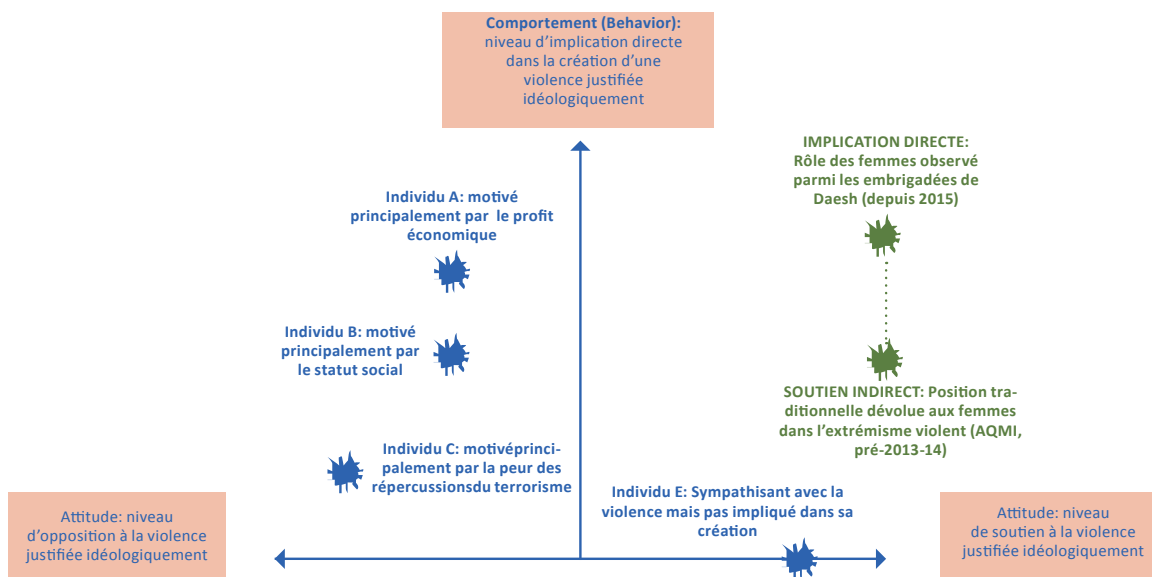 Comportement (Behavior):
niveau d’implication directe
dans la création d’une
violence justifiée
idéologiquement
IMPLICATION DIRECTE:
Rôle des femmes observé
parmi les embrigadées de
Daesh (depuis 2015)
Individu A: motivé
principalement par le profit
économique
Individu B: motivé
principalement par
le statut social
SOUTIEN INDIRECT: Position tra-
ditionnelle dévolue aux femmes
dans l’extrémisme violent (AQMI,
pré-2013-14)
Individu C: motivéprinci-
palement par la peur des
répercussionsdu terrorisme
Individu E: Sympathisant avec la
violence mais pas impliqué dans sa
création
Attitude: niveau
d’opposition à la violence
justifiée idéologiquement
Attitude: niveau
de soutien à la violence
justifiée idéologiquement